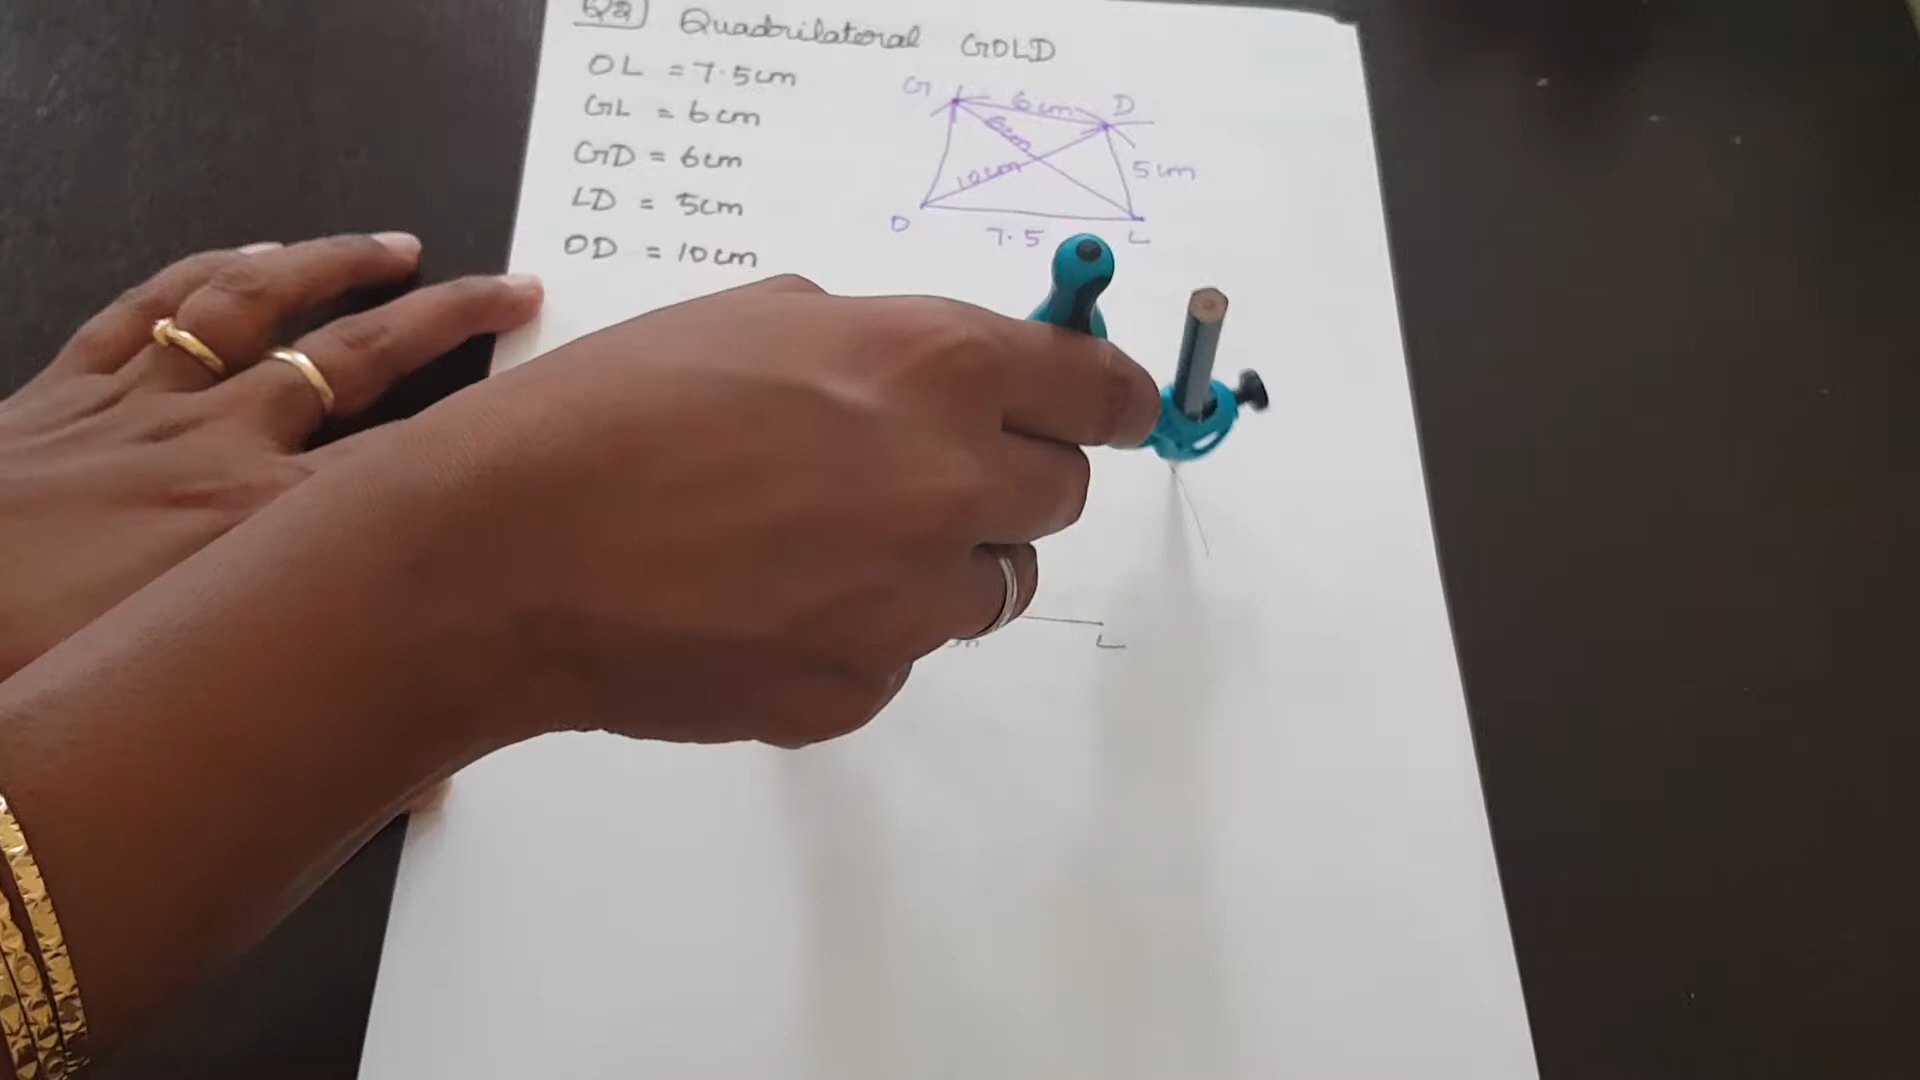 Q2 Quadrilateral GOLD
OL = 7.5cm
GL = 6cm
GD = 6cm
LD = 5cm
OD = 10cm
G 6cm D
6cm
10cm 5cm
O 7.5 L
L